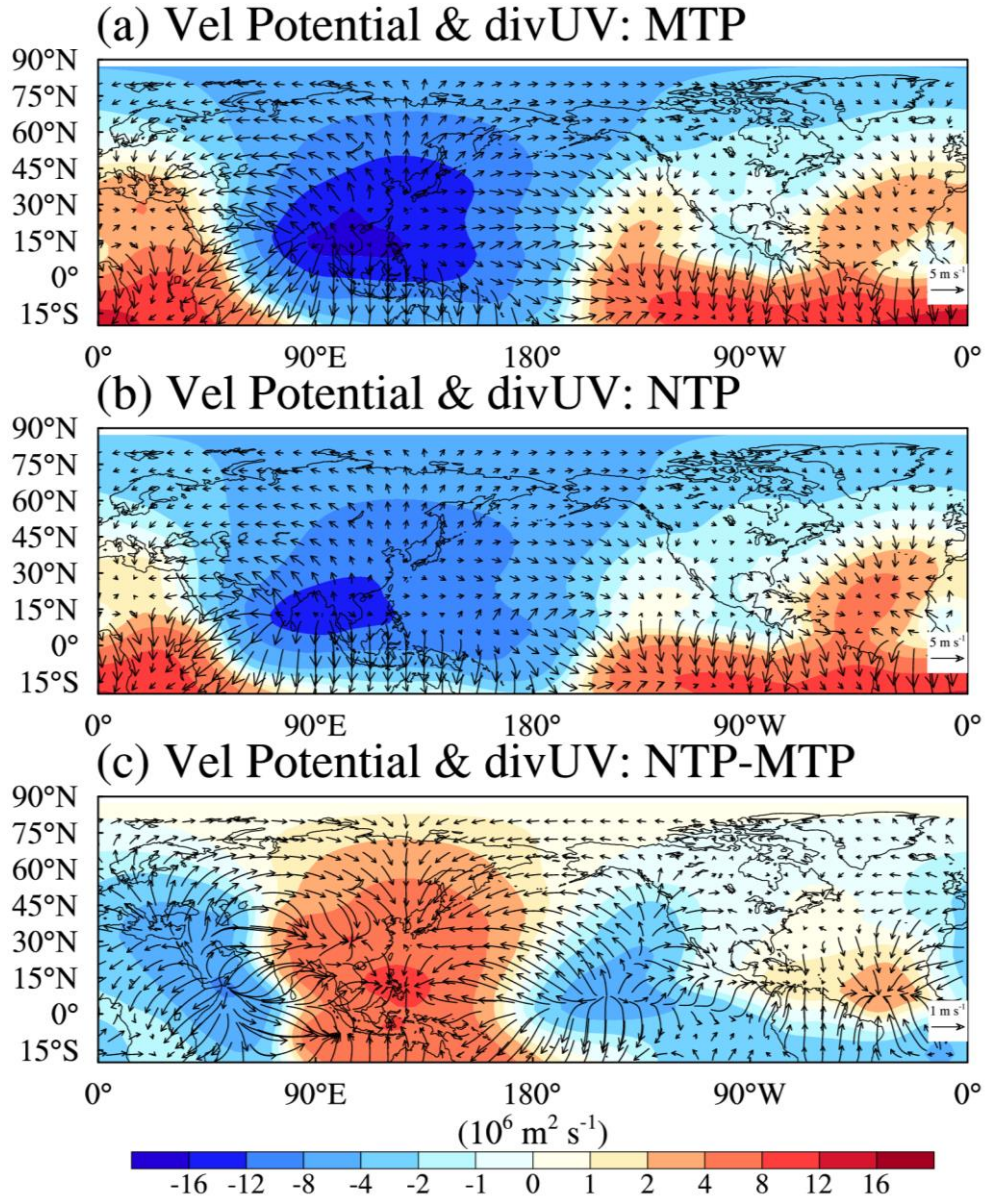 (a) Vel Potential & divUV: MTP
90°N
75°N
60°N
45°N
30°N
15°N
0°
15°S
5 m s⁻¹
0° 90°E 180° 90°W 0°
(b) Vel Potential & divUV: NTP
90°N
75°N
60°N
45°N
30°N
15°N
0°
15°S
5 m s⁻¹
0° 90°E 180° 90°W 0°
(c) Vel Potential & divUV: NTP-MTP
90°N
75°N
60°N
45°N
30°N
15°N
0°
15°S
1 m s⁻¹
0° 90°E 180° 90°W 0°
(10⁶ m² s⁻¹)
-16 -12 -8 -4 -2 -1 0 1 2 4 8 12 16